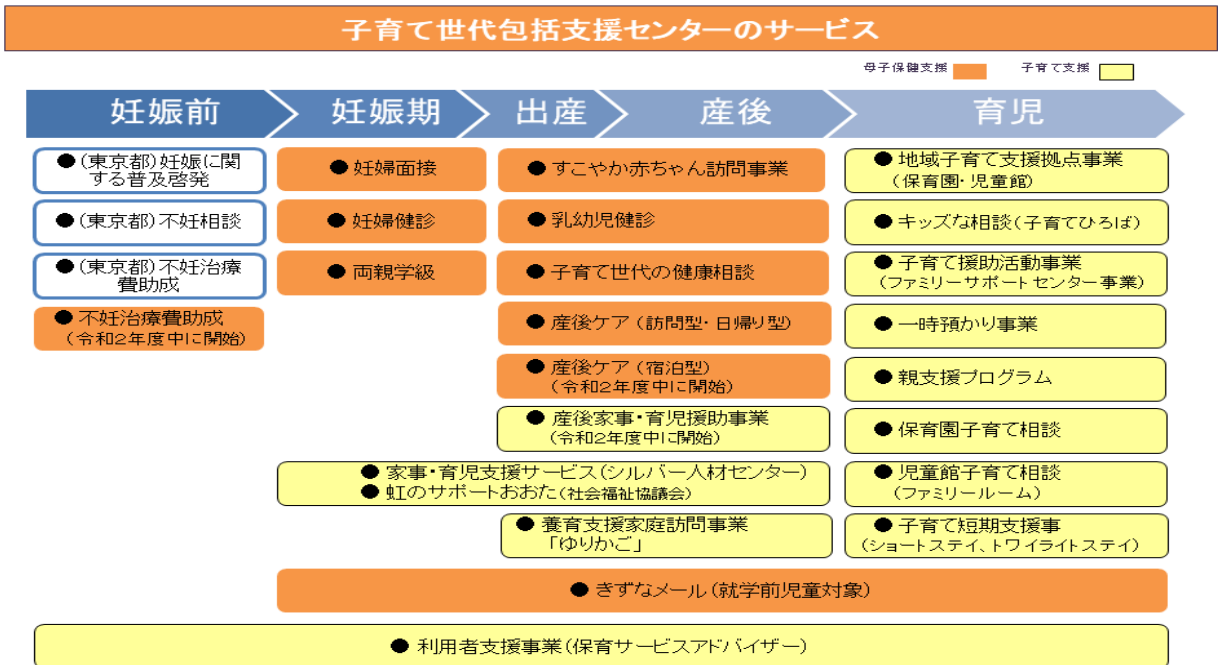 子育て世代包括支援センターのサービス
母子保健支援
子育て支援
妊娠前
妊娠期
出産
産後
育児
●(東京都)妊娠に関
する普及啓発
●(東京都)不妊相談
●(東京都)不妊治療
費助成
●不妊治療費助成
(令和2年度中に開始)
●妊婦面接
●妊婦健診
●両親学級
●すこやか赤ちゃん訪問事業
●乳幼児健診
●子育て世代の健康相談
●産後ケア(訪問型・日帰り型)
●産後ケア(宿泊型)
(令和2年度中に開始)
●産後家事・育児援助事業
(令和2年度中に開始)
●家事・育児支援サービス(シルバー人材センター)
●虹のサポートおおた(社会福祉協議会)
●養育支援家庭訪問事業
「ゆりかご」
●地域子育て支援拠点事業
(保育園・児童館)
●キッズな相談(子育てひろば)
●子育て援助活動事業
(ファミリーサポートセンター事業)
●一時預かり事業
●親支援プログラム
●保育園子育て相談
●児童館子育て相談
(ファミリールーム)
●子育て短期支援事
(ショートステイ、トワイライトステイ)
●きずなメール(就学前児童対象)
●利用者支援事業(保育サービスアドバイザー)